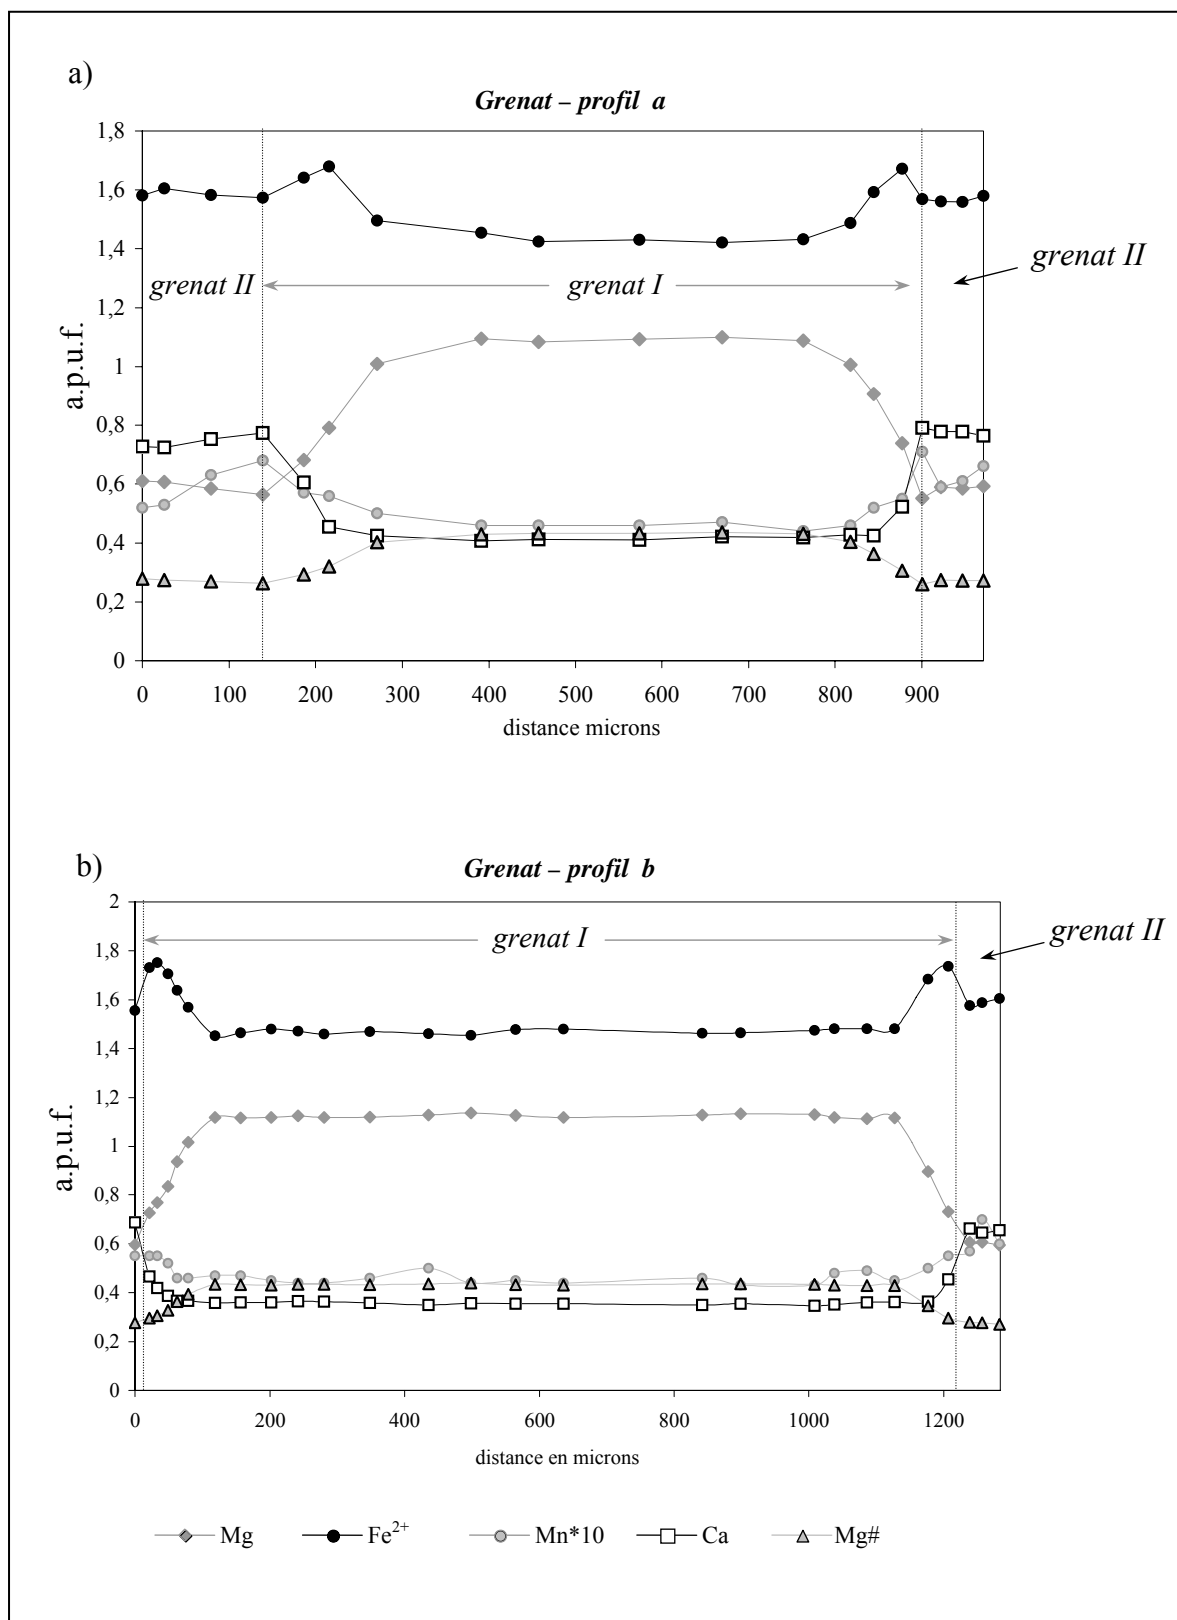 a)
Grenat – profil a
1,8
1,6
1,4
1,2
1
0,8
0,6
0,4
0,2
0
a.p.u.f.
grenat II
grenat I
grenat II
0 100 200 300 400 500 600 700 800 900
distance microns
b)
Grenat – profil b
2
1,8
1,6
1,4
1,2
1
0,8
0,6
0,4
0,2
0
a.p.u.f.
grenat I
grenat II
0 200 400 600 800 1000 1200
distance en microns
Mg Fe2+ Mn*10 Ca Mg#